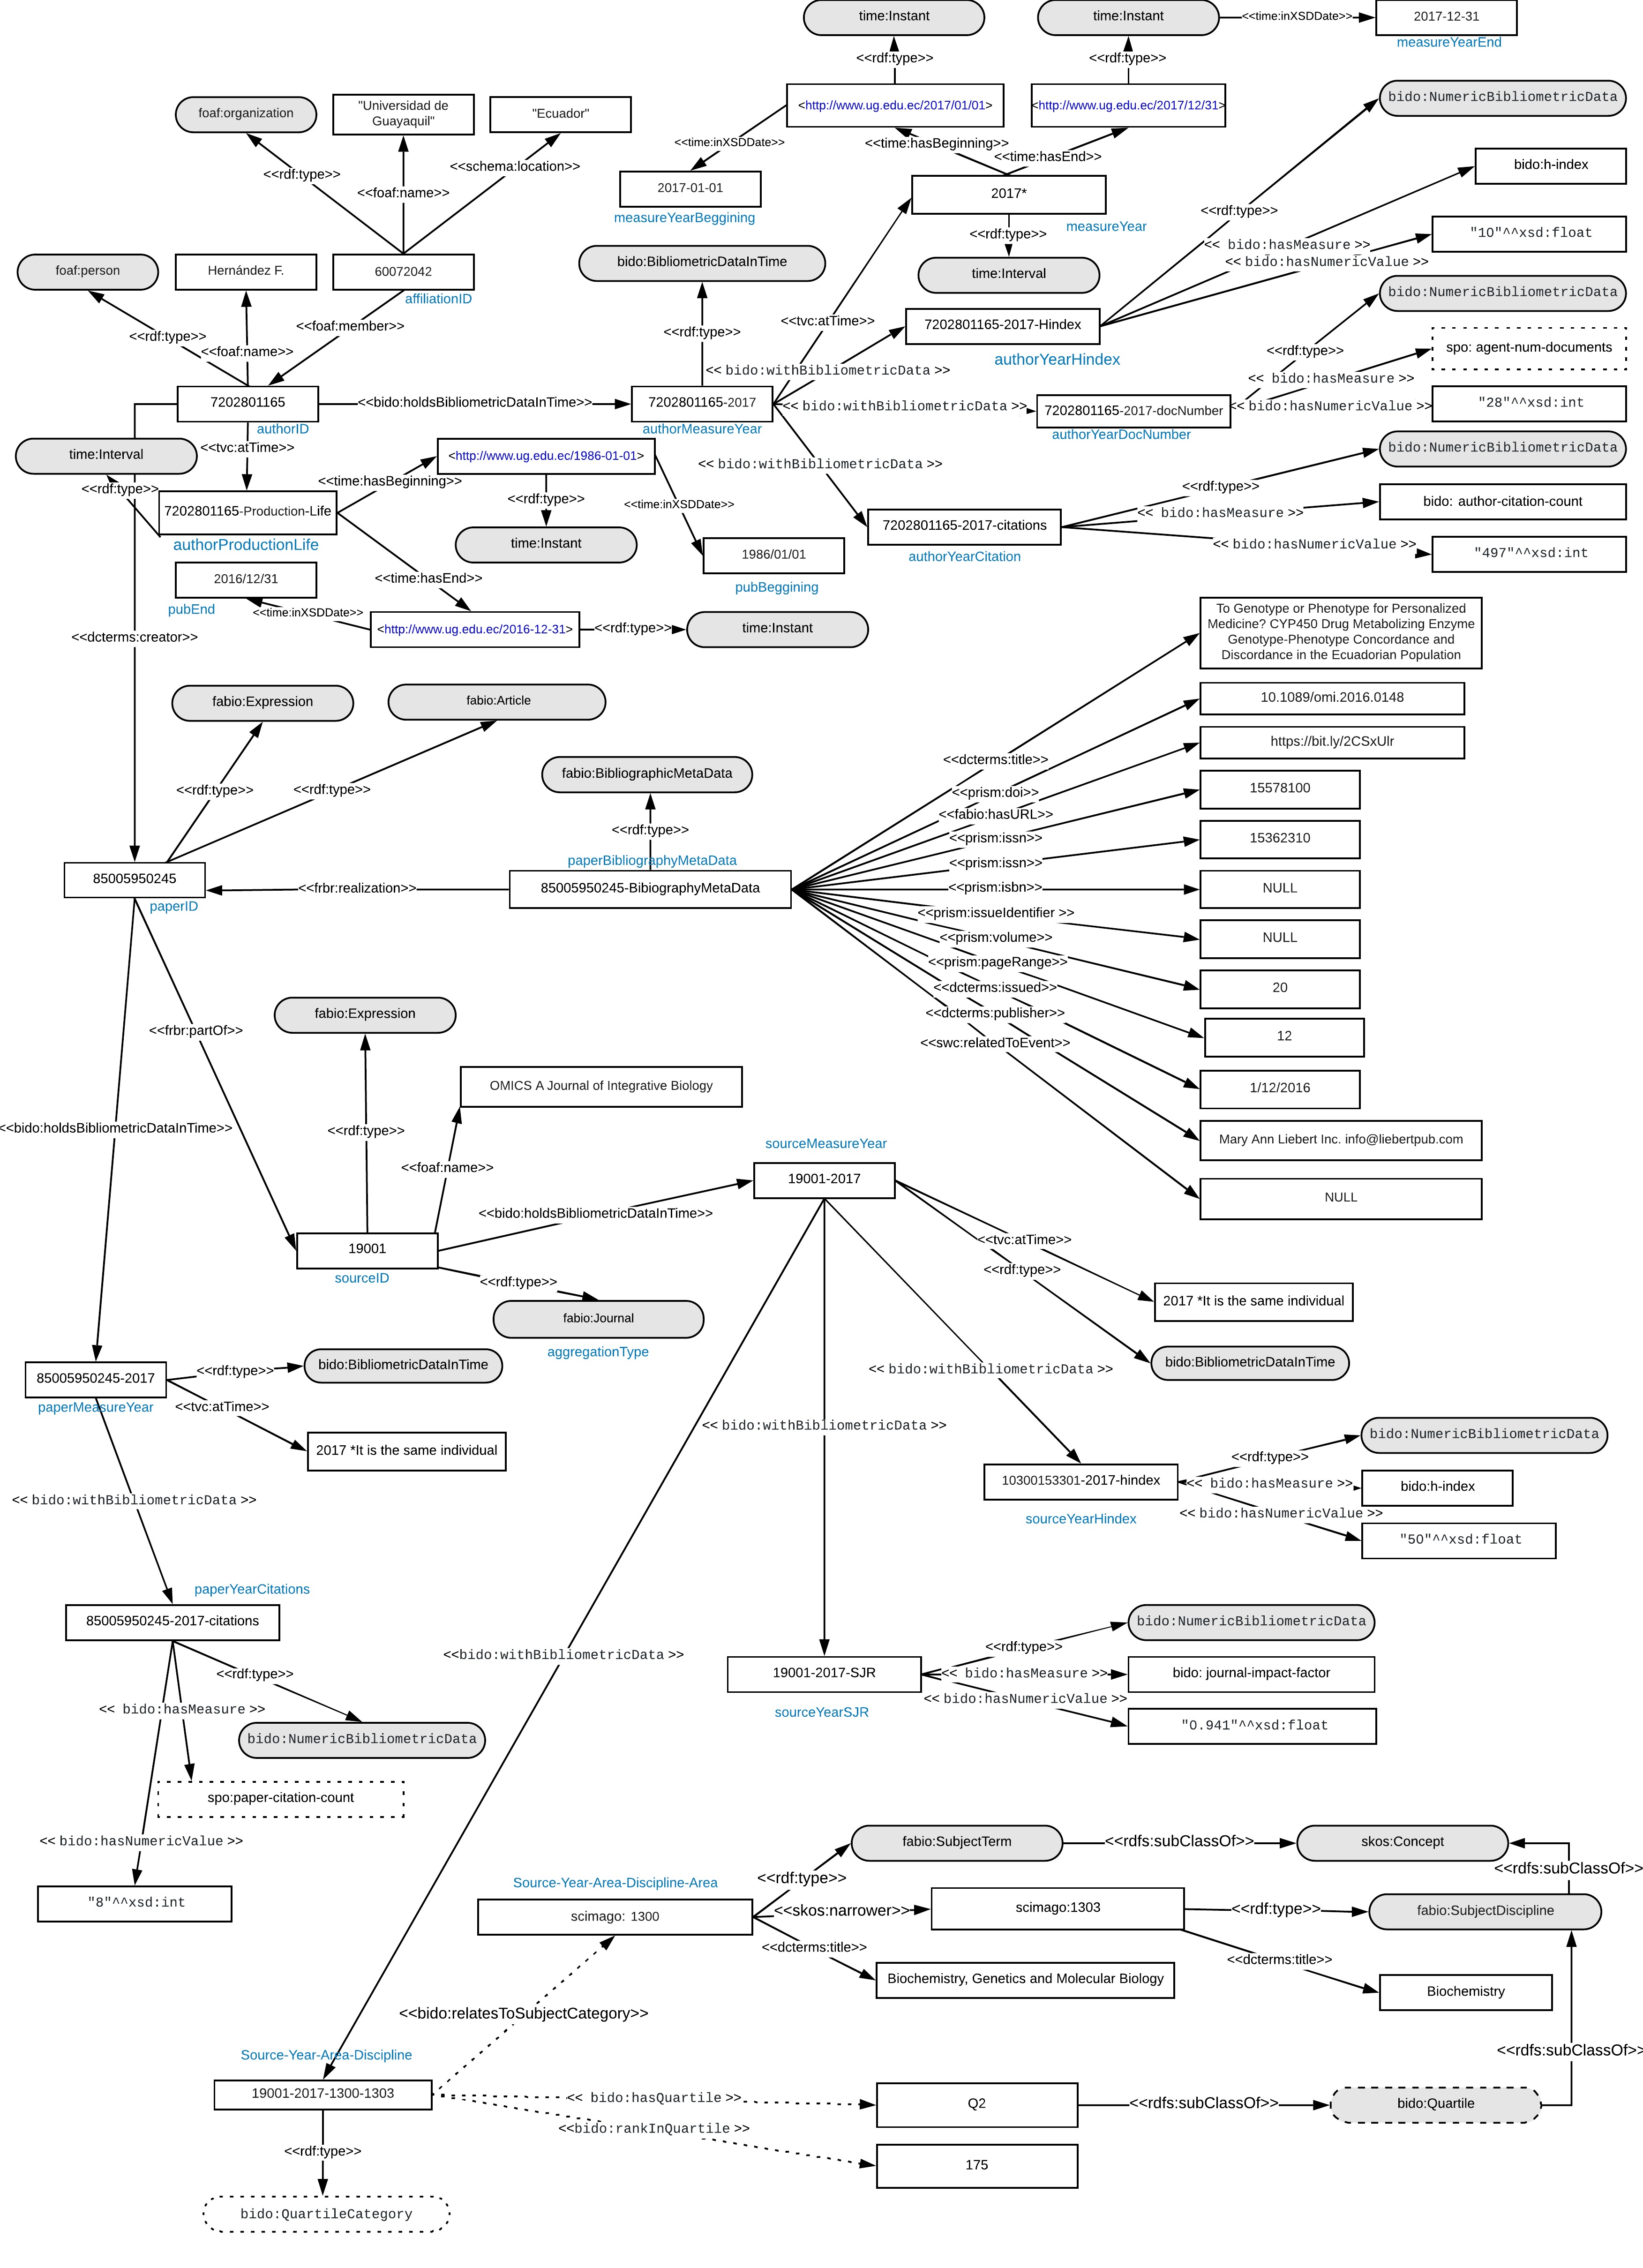 time:Instant
time:Instant
<<time:inXSDDate>>
2017-12-31
measureYearEnd
<<rdf:type>>
<<rdf:type>>
<http://www.ug.edu.ec/2017/01/01>
<http://www.ug.edu.ec/2017/12/31>
bido:NumericBibliometricData
foaf:organization
"Universidad de
Guayaquil"
"Ecuador"
<<time:inXSDDate>>
<<time:hasBeginning>>
<<time:hasEnd>>
bido:h-index
<<rdf:type>>
<<foaf:name>>
<<schema:location>>
2017-01-01
measureYearBeggining
2017*
measureYear
<<rdf:type>>
<<rdf:type>>
<< bido:hasMeasure >>
<< bido:hasNumericValue >>
"10"^^xsd:float
foaf:person
Hernández F.
60072042
affiliationID
bido:BibliometricDataInTime
time:Interval
bido:NumericBibliometricData
<<rdf:type>>
<<foaf:name>>
<<foaf:member>>
<<rdf:type>>
<<tvc:atTime>>
7202801165-2017-Hindex
authorYearHindex
<<rdf:type>>
spo: agent-num-documents
<< bido:withBibliometricData >>
<< bido:hasMeasure >>
7202801165
authorID
<<bido:holdsBibliometricDataInTime>>
7202801165-2017
authorMeasureYear
<< bido:withBibliometricData >>
7202801165-2017-docNumber
authorYearDocNumber
<< bido:hasNumericValue >>
"28"^^xsd:int
time:Interval
<<tvc:atTime>>
<http://www.ug.edu.ec/1986-01-01>
<< bido:withBibliometricData >>
bido:NumericBibliometricData
<<rdf:type>>
<<time:hasBeginning>>
<<rdf:type>>
<<time:inXSDDate>>
<<rdf:type>>
7202801165-Production-Life
authorProductionLife
time:Instant
7202801165-2017-citations
authorYearCitation
<< bido:hasMeasure >>
bido: author-citation-count
<< bido:hasNumericValue >>
"497"^^xsd:int
1986/01/01
pubBeggining
2016/12/31
pubEnd
<<time:hasEnd>>
<<time:inXSDDate>>
<http://www.ug.edu.ec/2016-12-31>
<<rdf:type>>
time:Instant
<<dcterms:creator>>
To Genotype or Phenotype for Personalized
Medicine? CYP450 Drug Metabolizing Enzyme
Genotype-Phenotype Concordance and
Discordance in the Ecuadorian Population
fabio:Expression
fabio:Article
10.1089/omi.2016.0148
https://bit.ly/2CSxUlr
<<rdf:type>>
<<rdf:type>>
fabio:BibliographicMetaData
<<dcterms:title>>
<<prism:doi>>
15578100
<<rdf:type>>
<<fabio:hasURL>>
<<prism:issn>>
15362310
paperBibliographyMetaData
<<prism:issn>>
85005950245
paperID
<<frbr:realization>>
85005950245-BibiographyMetaData
<<prism:isbn>>
NULL
<<prism:issueIdentifier >>
<<prism:volume>>
NULL
<<prism:pageRange>>
<<dcterms:issued>>
20
<<dcterms:publisher>>
<<swc:relatedToEvent>>
12
<<frbr:partOf>>
fabio:Expression
OMICS A Journal of Integrative Biology
1/12/2016
<<bido:holdsBibliometricDataInTime>>
<<rdf:type>>
<<foaf:name>>
sourceMeasureYear
19001-2017
Mary Ann Liebert Inc. info@liebertpub.com
NULL
<<bido:holdsBibliometricDataInTime>>
19001
sourceID
<<rdf:type>>
<<tvc:atTime>>
<<rdf:type>>
2017 *It is the same individual
fabio:Journal
aggregationType
bido:BibliometricDataInTime
85005950245-2017
paperMeasureYear
<<rdf:type>>
bido:BibliometricDataInTime
<<tvc:atTime>>
2017 *It is the same individual
<< bido:withBibliometricData >>
<< bido:withBibliometricData >>
bido:NumericBibliometricData
<<rdf:type>>
10300153301-2017-hindex
sourceYearHindex
<< bido:hasMeasure >>
bido:h-index
<< bido:hasNumericValue >>
"50"^^xsd:float
<< bido:withBibliometricData >>
paperYearCitations
85005950245-2017-citations
<<bido:withBibliometricData >>
bido:NumericBibliometricData
<<rdf:type>>
19001-2017-SJR
sourceYearSJR
<< bido:hasMeasure >>
bido: journal-impact-factor
<< bido:hasNumericValue >>
"0.941"^^xsd:float
<<rdf:type>>
<< bido:hasMeasure >>
bido:NumericBibliometricData
spo:paper-citation-count
<< bido:hasNumericValue >>
"8"^^xsd:int
fabio:SubjectTerm
<<rdfs:subClassOf>>
skos:Concept
<<rdfs:subClassOf>>
Source-Year-Area-Discipline-Area
<<rdf:type>>
scimago: 1300
<<skos:narrower>>
scimago:1303
<<rdf:type>>
fabio:SubjectDiscipline
<<dcterms:title>>
Biochemistry, Genetics and Molecular Biology
<<dcterms:title>>
Biochemistry
<<bido:relatesToSubjectCategory>>
<<rdfs:subClassOf>>
Source-Year-Area-Discipline
19001-2017-1300-1303
<< bido:hasQuartile >>
Q2
<<rdfs:subClassOf>>
bido:Quartile
<<bido:rankInQuartile >>
175
<<rdf:type>>
bido:QuartileCategory